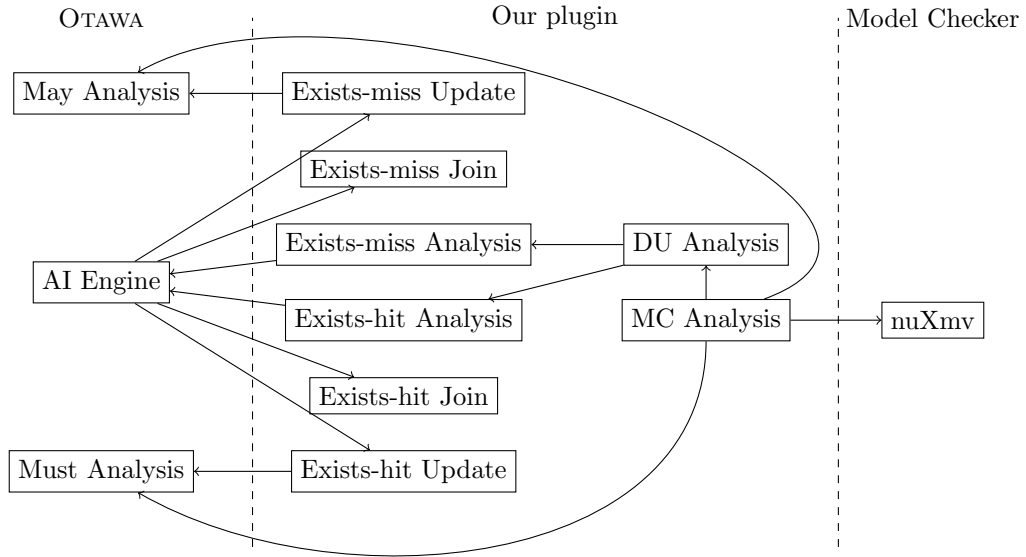 OTAWA
Our plugin
Model Checker
May Analysis
Exists-miss Update
Exists-miss Join
Exists-miss Analysis
DU Analysis
AI Engine
Exists-hit Analysis
MC Analysis
nuXmv
Exists-hit Join
Must Analysis
Exists-hit Update